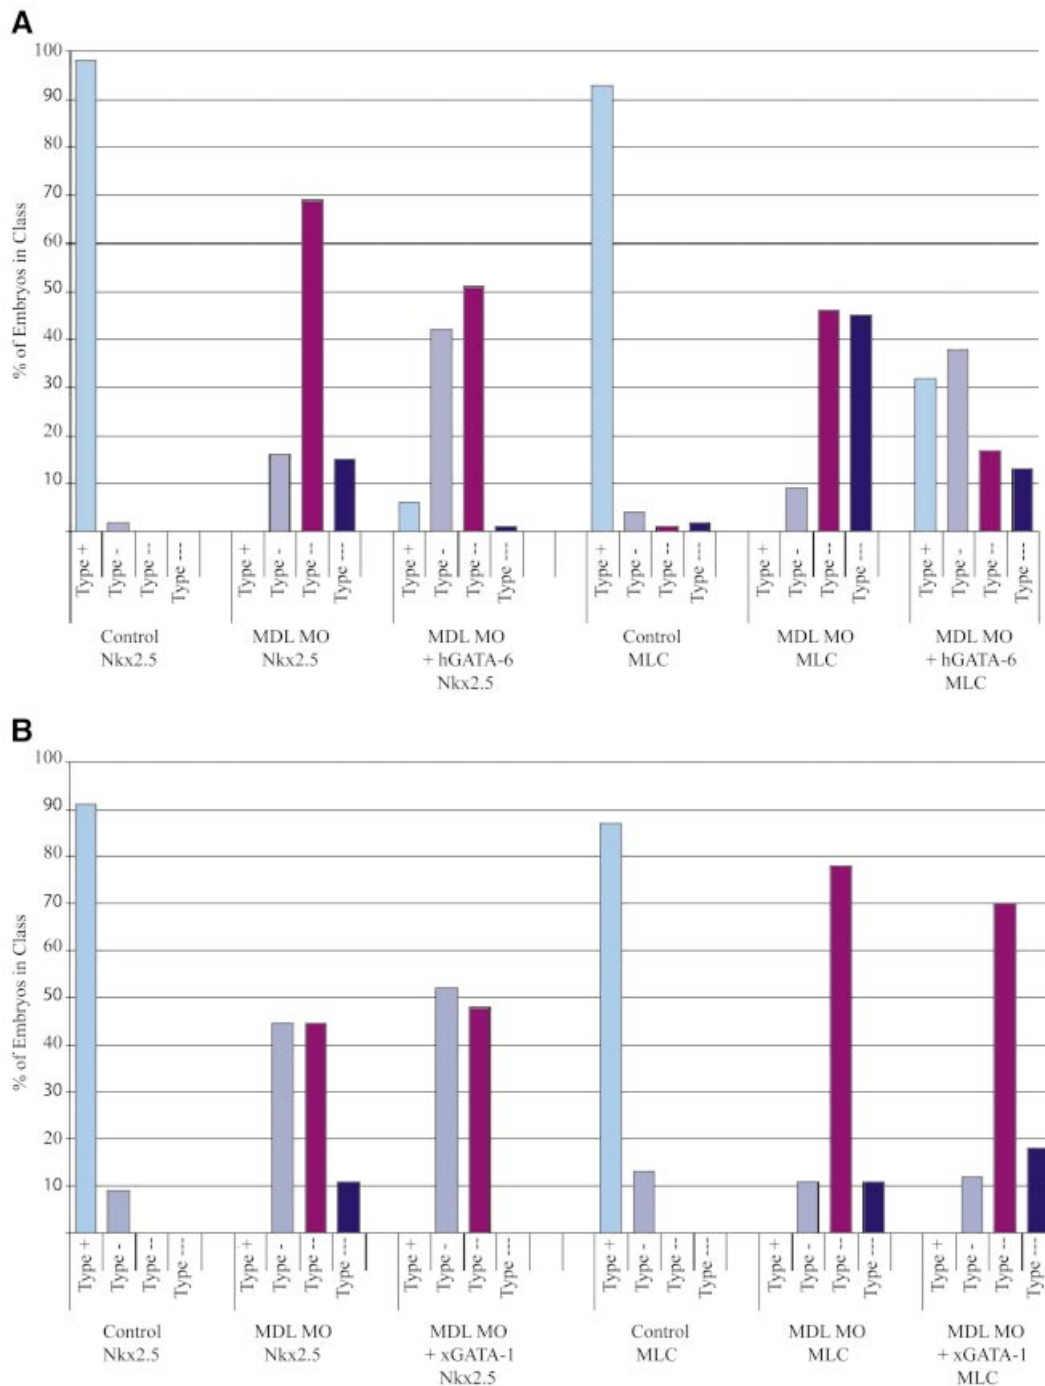 A
100
90
80
70
60
50
40
30
20
10
% of Embryos in Class
Type + Type - Type -- Type --- Type + Type - Type -- Type --- Type + Type - Type -- Type --- Type + Type - Type -- Type --- Type + Type - Type -- Type --- Type + Type - Type -- Type ---
Control MDL MO MDL MO Control MDL MO MDL MO
Nkx2.5 Nkx2.5 + hGATA-6 MLC MLC + hGATA-6
Nkx2.5 MLC
B
100
90
80
70
60
50
40
30
20
10
% of Embryos in Class
Type + Type - Type -- Type --- Type + Type - Type -- Type --- Type + Type - Type -- Type --- Type + Type - Type -- Type --- Type + Type - Type -- Type --- Type + Type - Type -- Type ---
Control MDL MO MDL MO Control MDL MO MDL MO
Nkx2.5 Nkx2.5 + xGATA-1 MLC MLC + xGATA-1
Nkx2.5 MLC